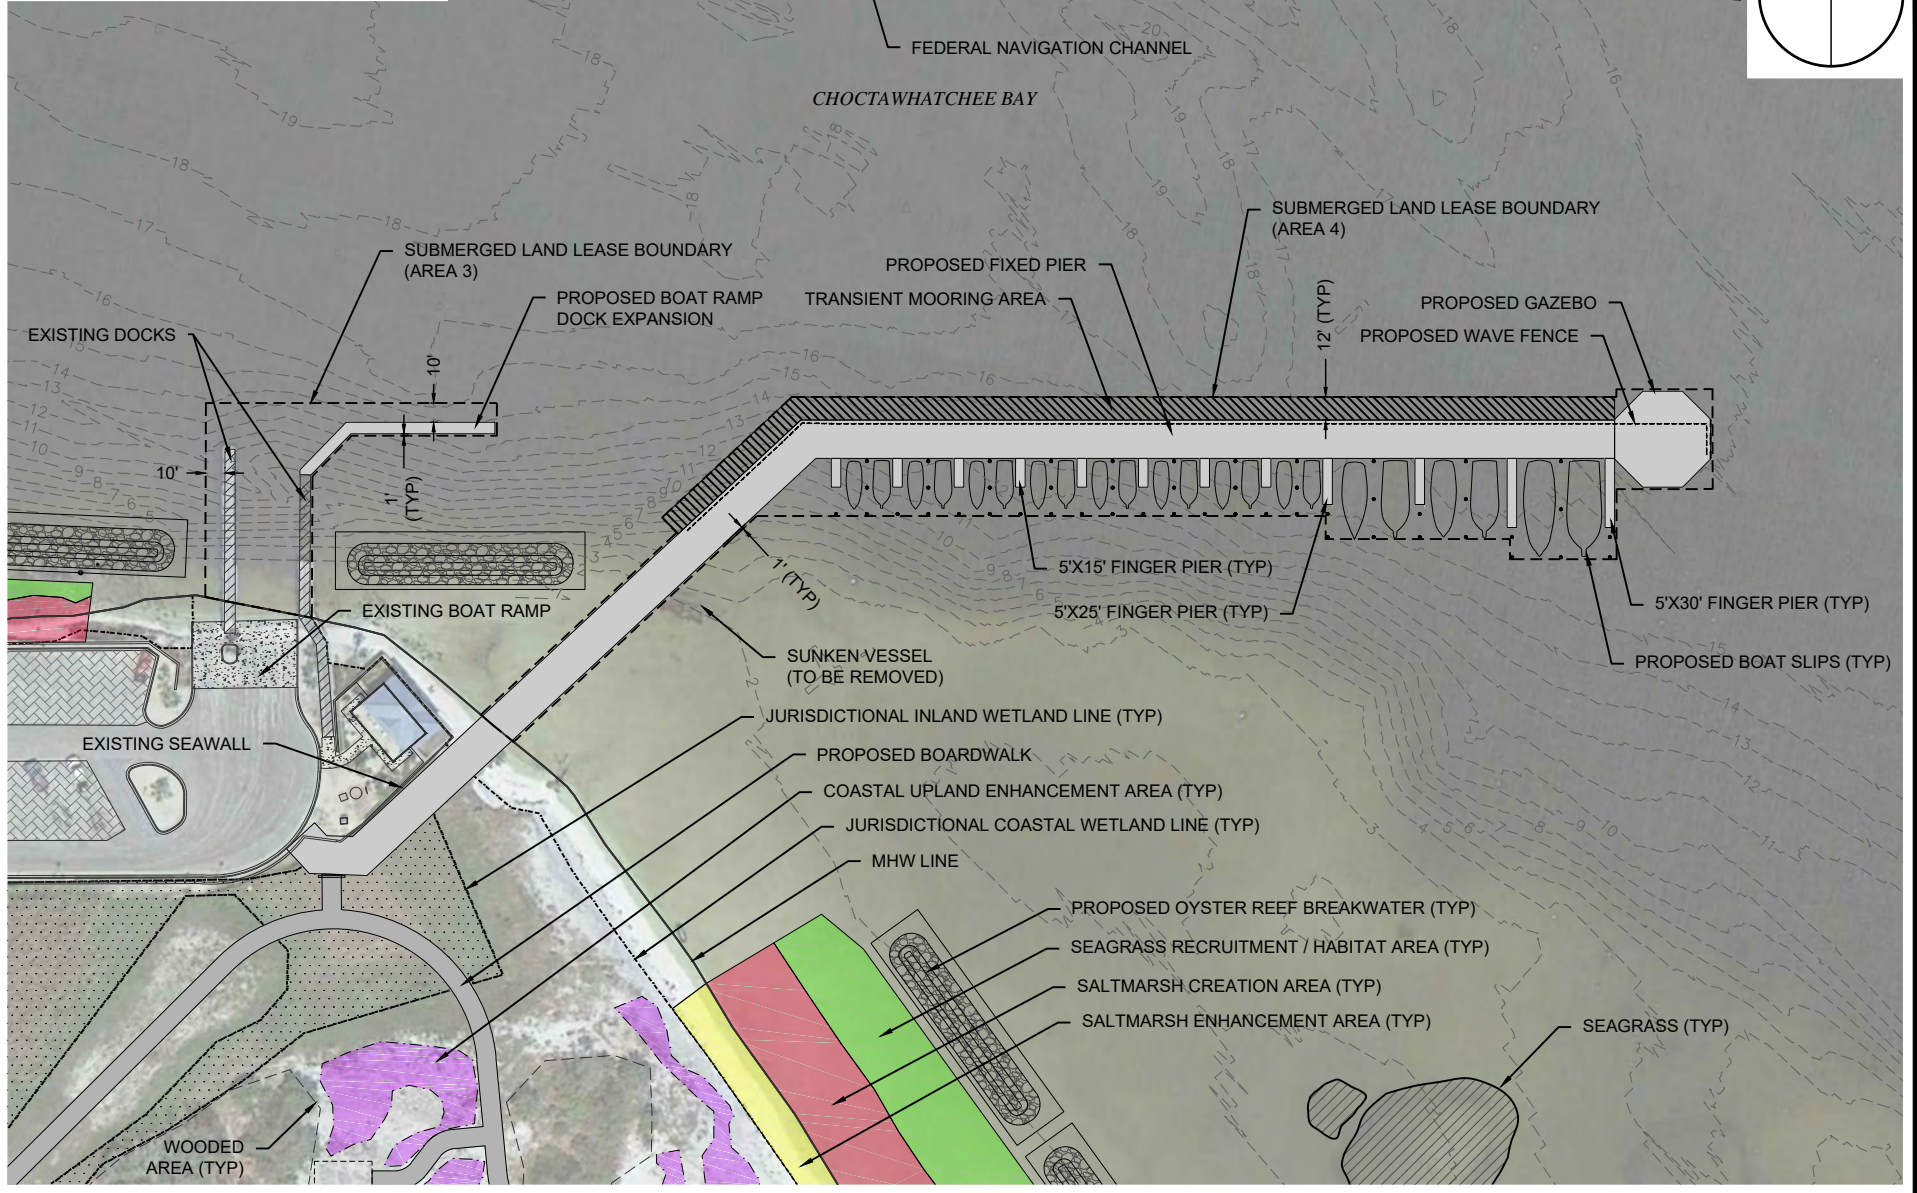 FEDERAL NAVIGATION CHANNEL
CHOCTAWHATCHEE BAY
SUBMERGED LAND LEASE BOUNDARY
(AREA 4)
SUBMERGED LAND LEASE BOUNDARY
(AREA 3)
PROPOSED FIXED PIER
TRANSIENT MOORING AREA
PROPOSED BOAT RAMP
DOCK EXPANSION
12' (TYP)
PROPOSED GAZEBO
PROPOSED WAVE FENCE
EXISTING DOCKS
10'
10'
1'
(TYP)
1' (TYP)
5'X15' FINGER PIER (TYP)
5'X25' FINGER PIER (TYP)
5'X30' FINGER PIER (TYP)
EXISTING BOAT RAMP
SUNKEN VESSEL
(TO BE REMOVED)
PROPOSED BOAT SLIPS (TYP)
JURISDICTIONAL INLAND WETLAND LINE (TYP)
EXISTING SEAWALL
PROPOSED BOARDWALK
COASTAL UPLAND ENHANCEMENT AREA (TYP)
JURISDICTIONAL COASTAL WETLAND LINE (TYP)
MHW LINE
PROPOSED OYSTER REEF BREAKWATER (TYP)
SEAGRASS RECRUITMENT / HABITAT AREA (TYP)
SALTMARSH CREATION AREA (TYP)
SALTMARSH ENHANCEMENT AREA (TYP)
SEAGRASS (TYP)
WOODED
AREA (TYP)